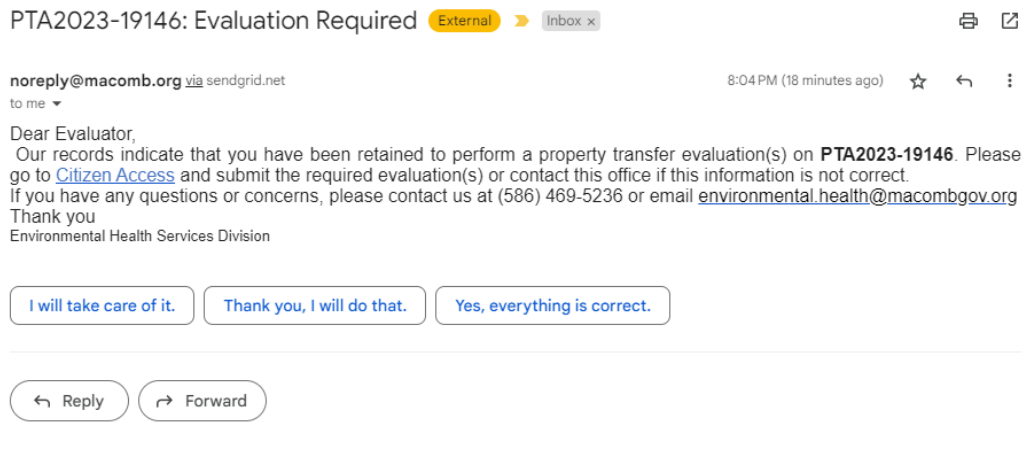 PTA2023-19146: Evaluation Required External Inbox ×
noreply@macomb.org via sendgrid.net 8:04 PM (18 minutes ago)
to me
Dear Evaluator,
Our records indicate that you have been retained to perform a property transfer evaluation(s) on PTA2023-19146. Please
go to Citizen Access and submit the required evaluation(s) or contact this office if this information is not correct.
If you have any questions or concerns, please contact us at (586) 469-5236 or email environmental.health@macombgov.org
Thank you
Environmental Health Services Division
I will take care of it. Thank you, I will do that. Yes, everything is correct.
Reply Forward